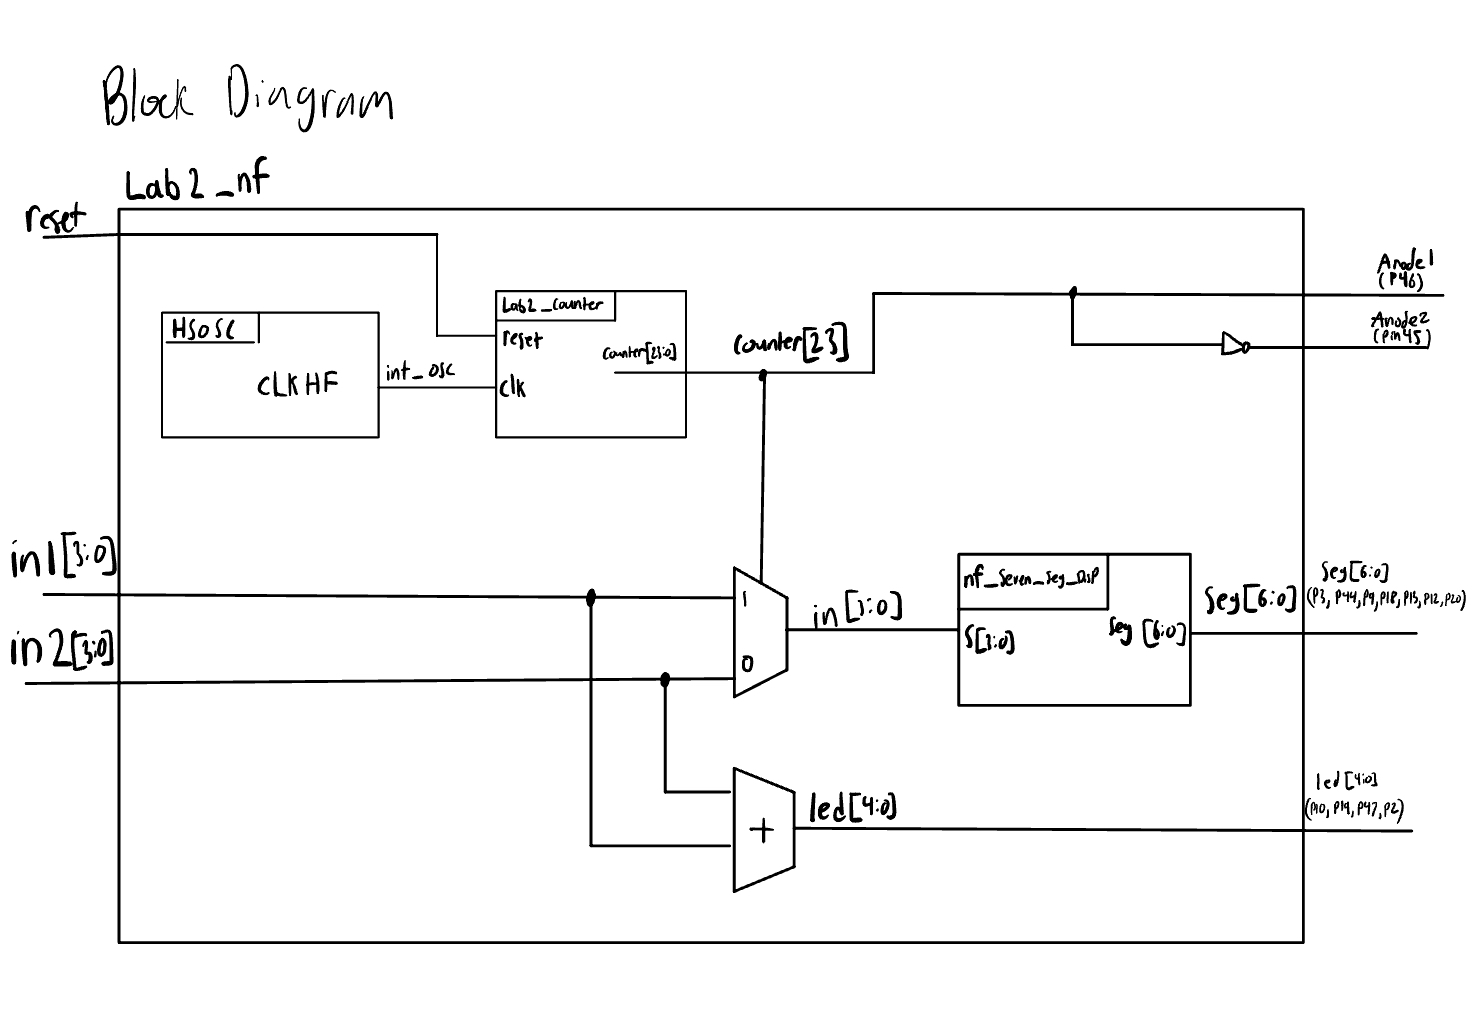 Block Diagram
Lab2_nf
reset
Anode1
(P46)
Anode2
(Pin45)
HSOSC
CLKHF
int_osc
Lab2_Counter
reset
counter[23:0]
clk
counter[23]
in1[3:0]
in2[3:0]
1
0
in[3:0]
nf_Seven_Seg_Disp
S[3:0]
Seg[6:0]
Seg[6:0]
Seg[6:0]
(P3, P44, P9, P18, P13, P12, P20)
+
led[4:0]
led[4:0]
(P10, P19, P47, P2)